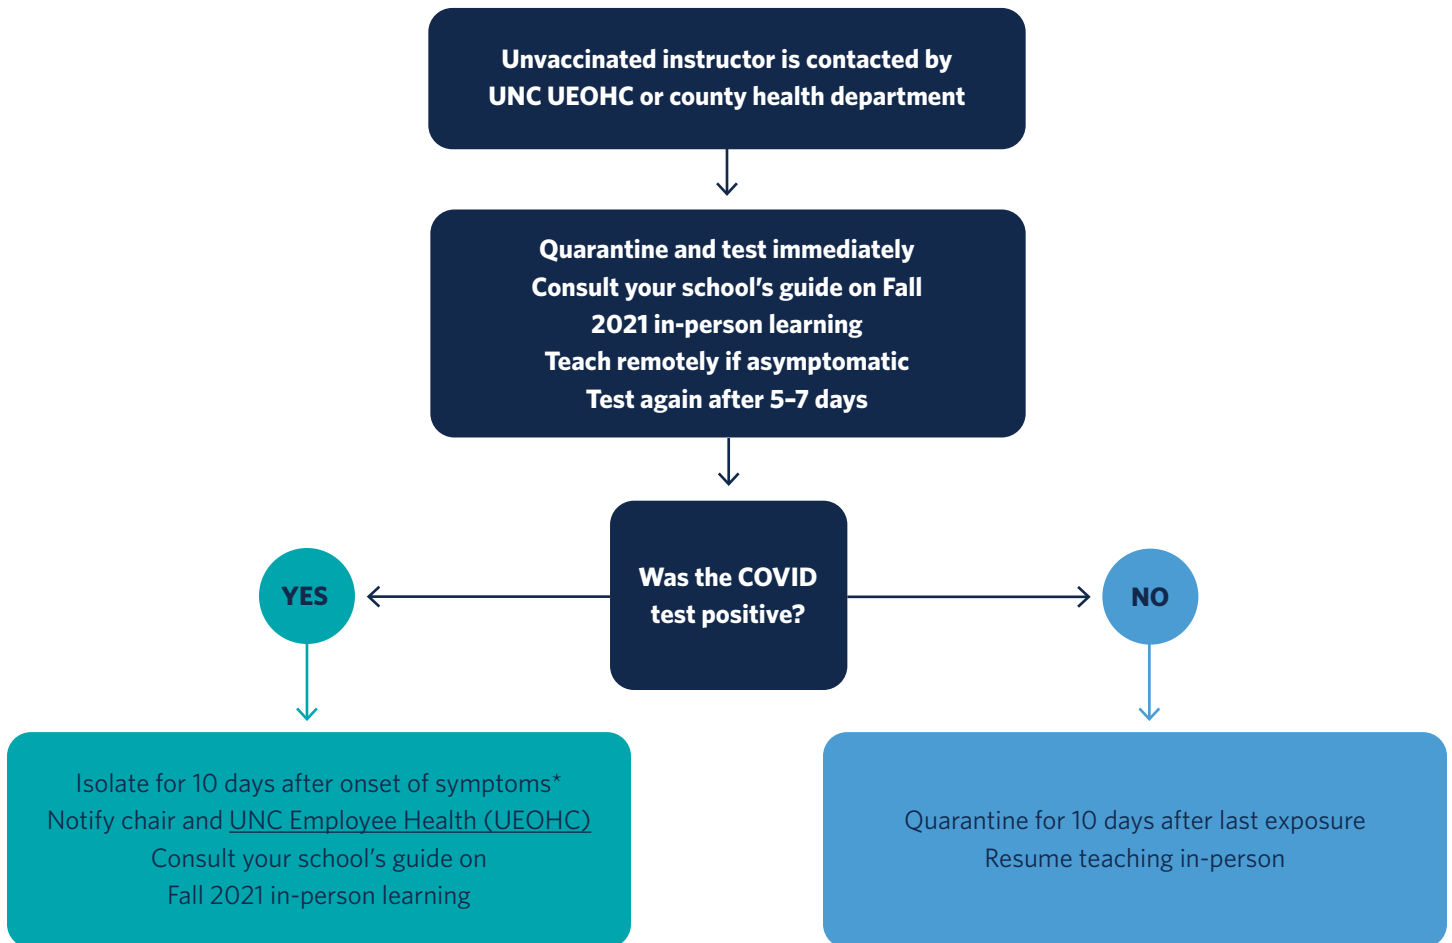 Unvaccinated instructor is contacted by
UNC UEOHC or county health department
Quarantine and test immediately
Consult your school’s guide on Fall
2021 in-person learning
Teach remotely if asymptomatic
Test again after 5–7 days
Was the COVID
test positive?
YES
NO
Isolate for 10 days after onset of symptoms*
Notify chair and UNC Employee Health (UEOHC)
Consult your school’s guide on
Fall 2021 in-person learning
Quarantine for 10 days after last exposure
Resume teaching in-person